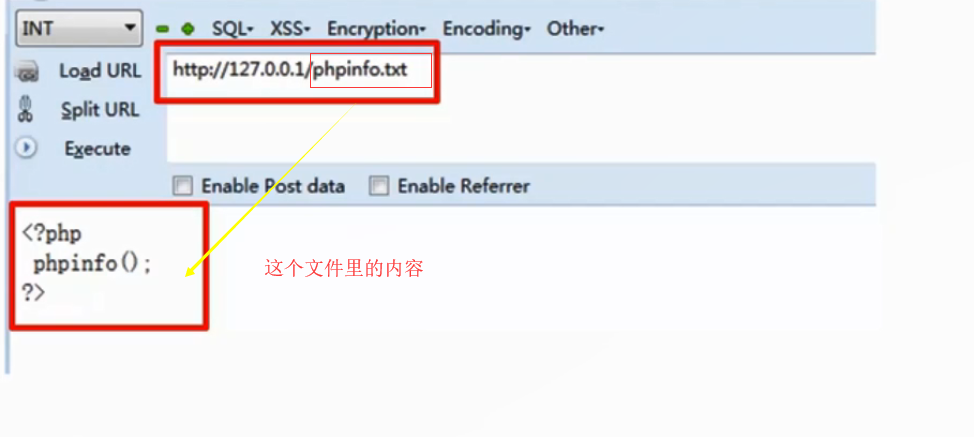 INT SQL- XSS- Encryption- Encoding- Other-
Load URL http://127.0.0.1/phpinfo.txt
Split URL
Execute
Enable Post data Enable Referrer
<?php
phpinfo();
?>
这个文件里的内容